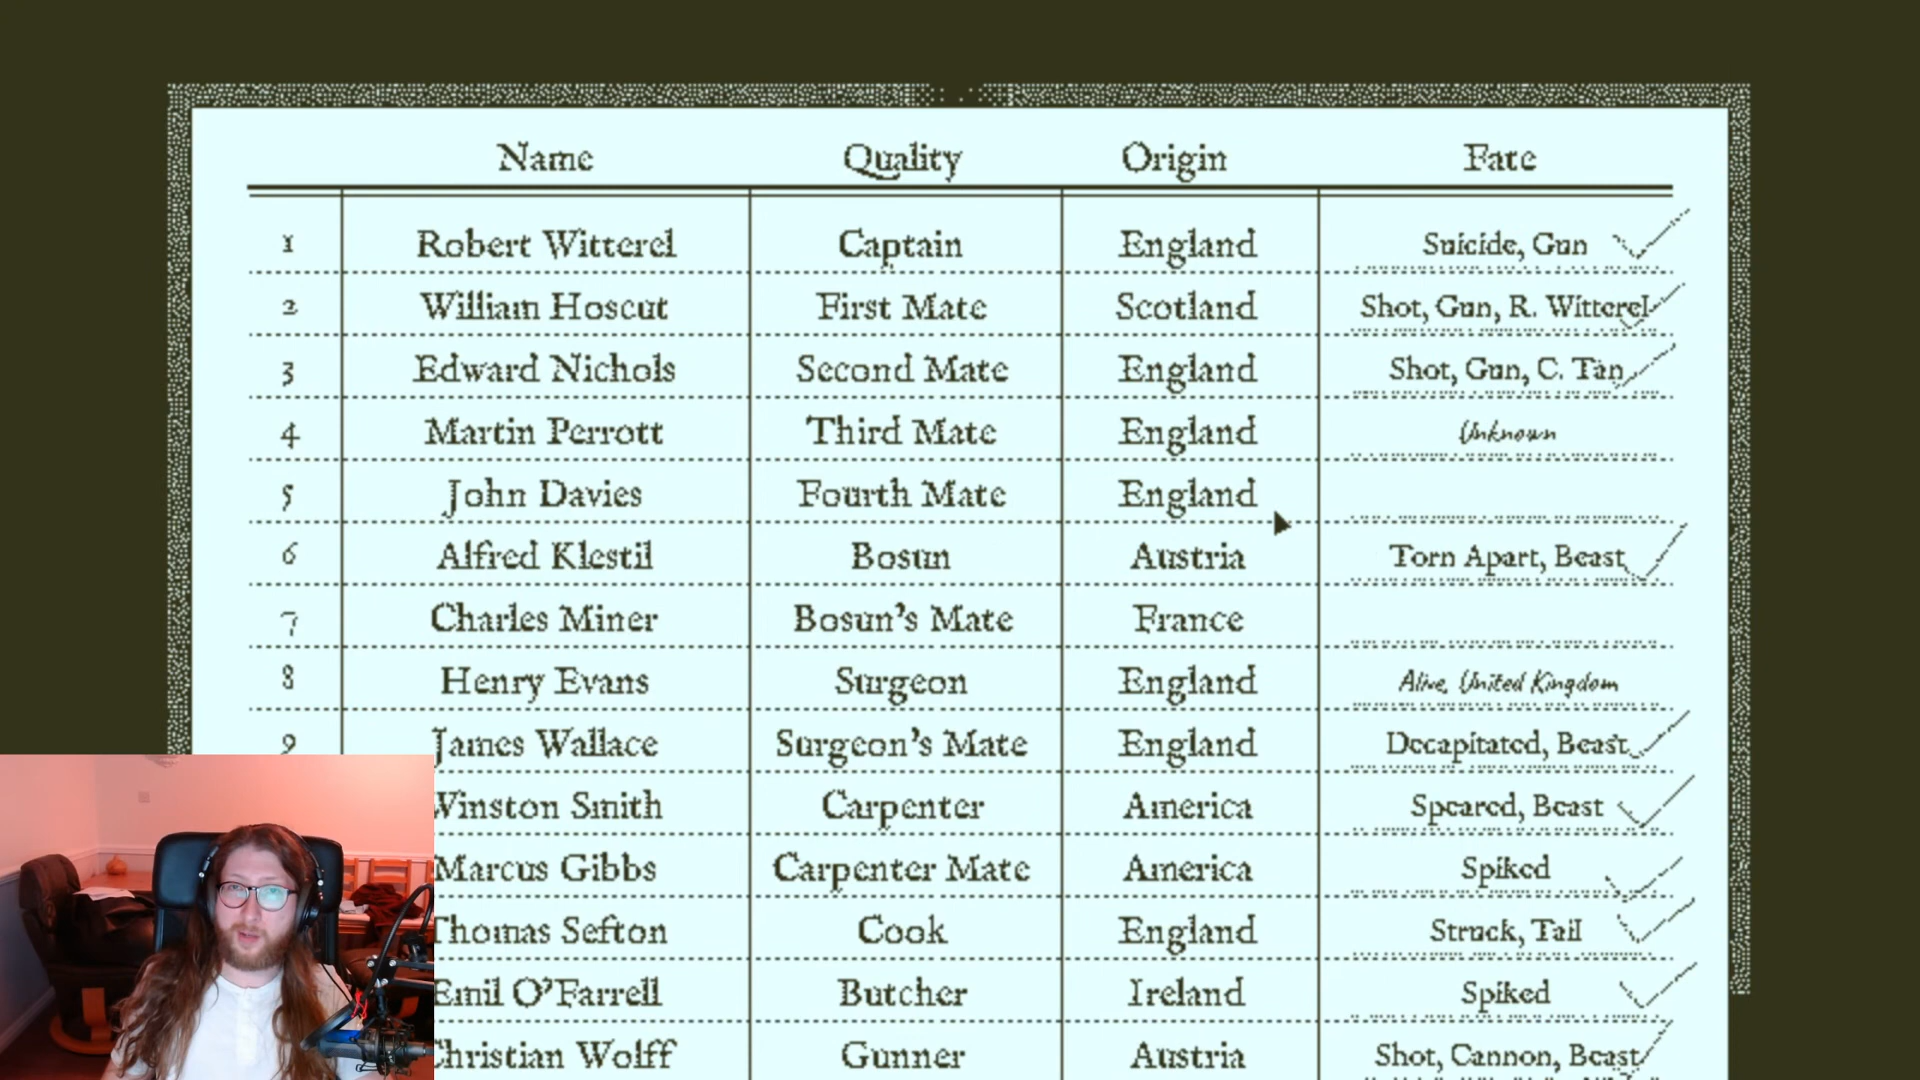 Name Quality Origin Fate
1 Robert Witterel Captain England Suicide, Gun
2 William Hoscut First Mate Scotland Shot, Gun, R. Witterel
3 Edward Nichols Second Mate England Shot, Gun, C. Tan
4 Martin Perrott Third Mate England Unknown
5 John Davies Fourth Mate England
6 Alfred Klestil Bosun Austria Torn Apart, Beast
7 Charles Miner Bosun's Mate France
8 Henry Evans Surgeon England Alive, United Kingdom
9 James Wallace Surgeon's Mate England Decapitated, Beast
Winston Smith Carpenter America Speared, Beast
Marcus Gibbs Carpenter Mate America Spiked
Thomas Sefton Cook England Struck, Tail
Emil O'Farrell Butcher Ireland Spiked
Christian Wolff Gunner Austria Shot, Cannon, Beast